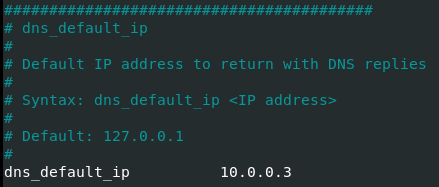 #########################################
# dns_default_ip
#
# Default IP address to return with DNS replies
#
# Syntax: dns_default_ip <IP address>
#
# Default: 127.0.0.1
#
dns_default_ip          10.0.0.3